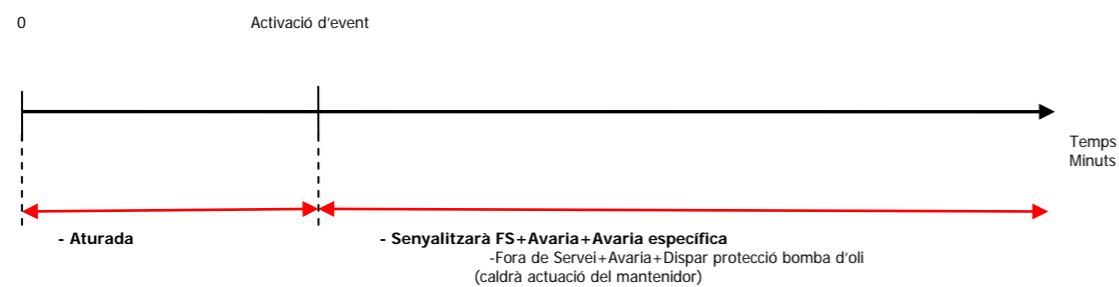 0
Activació d'event
Temps
Minuts
- Aturada
- Senyalitzarà FS+Avaria+Avaria específica
-Fora de Servei+Avaria+Dispar protecció bomba d'oli
(caldrà actuació del mantenidor)